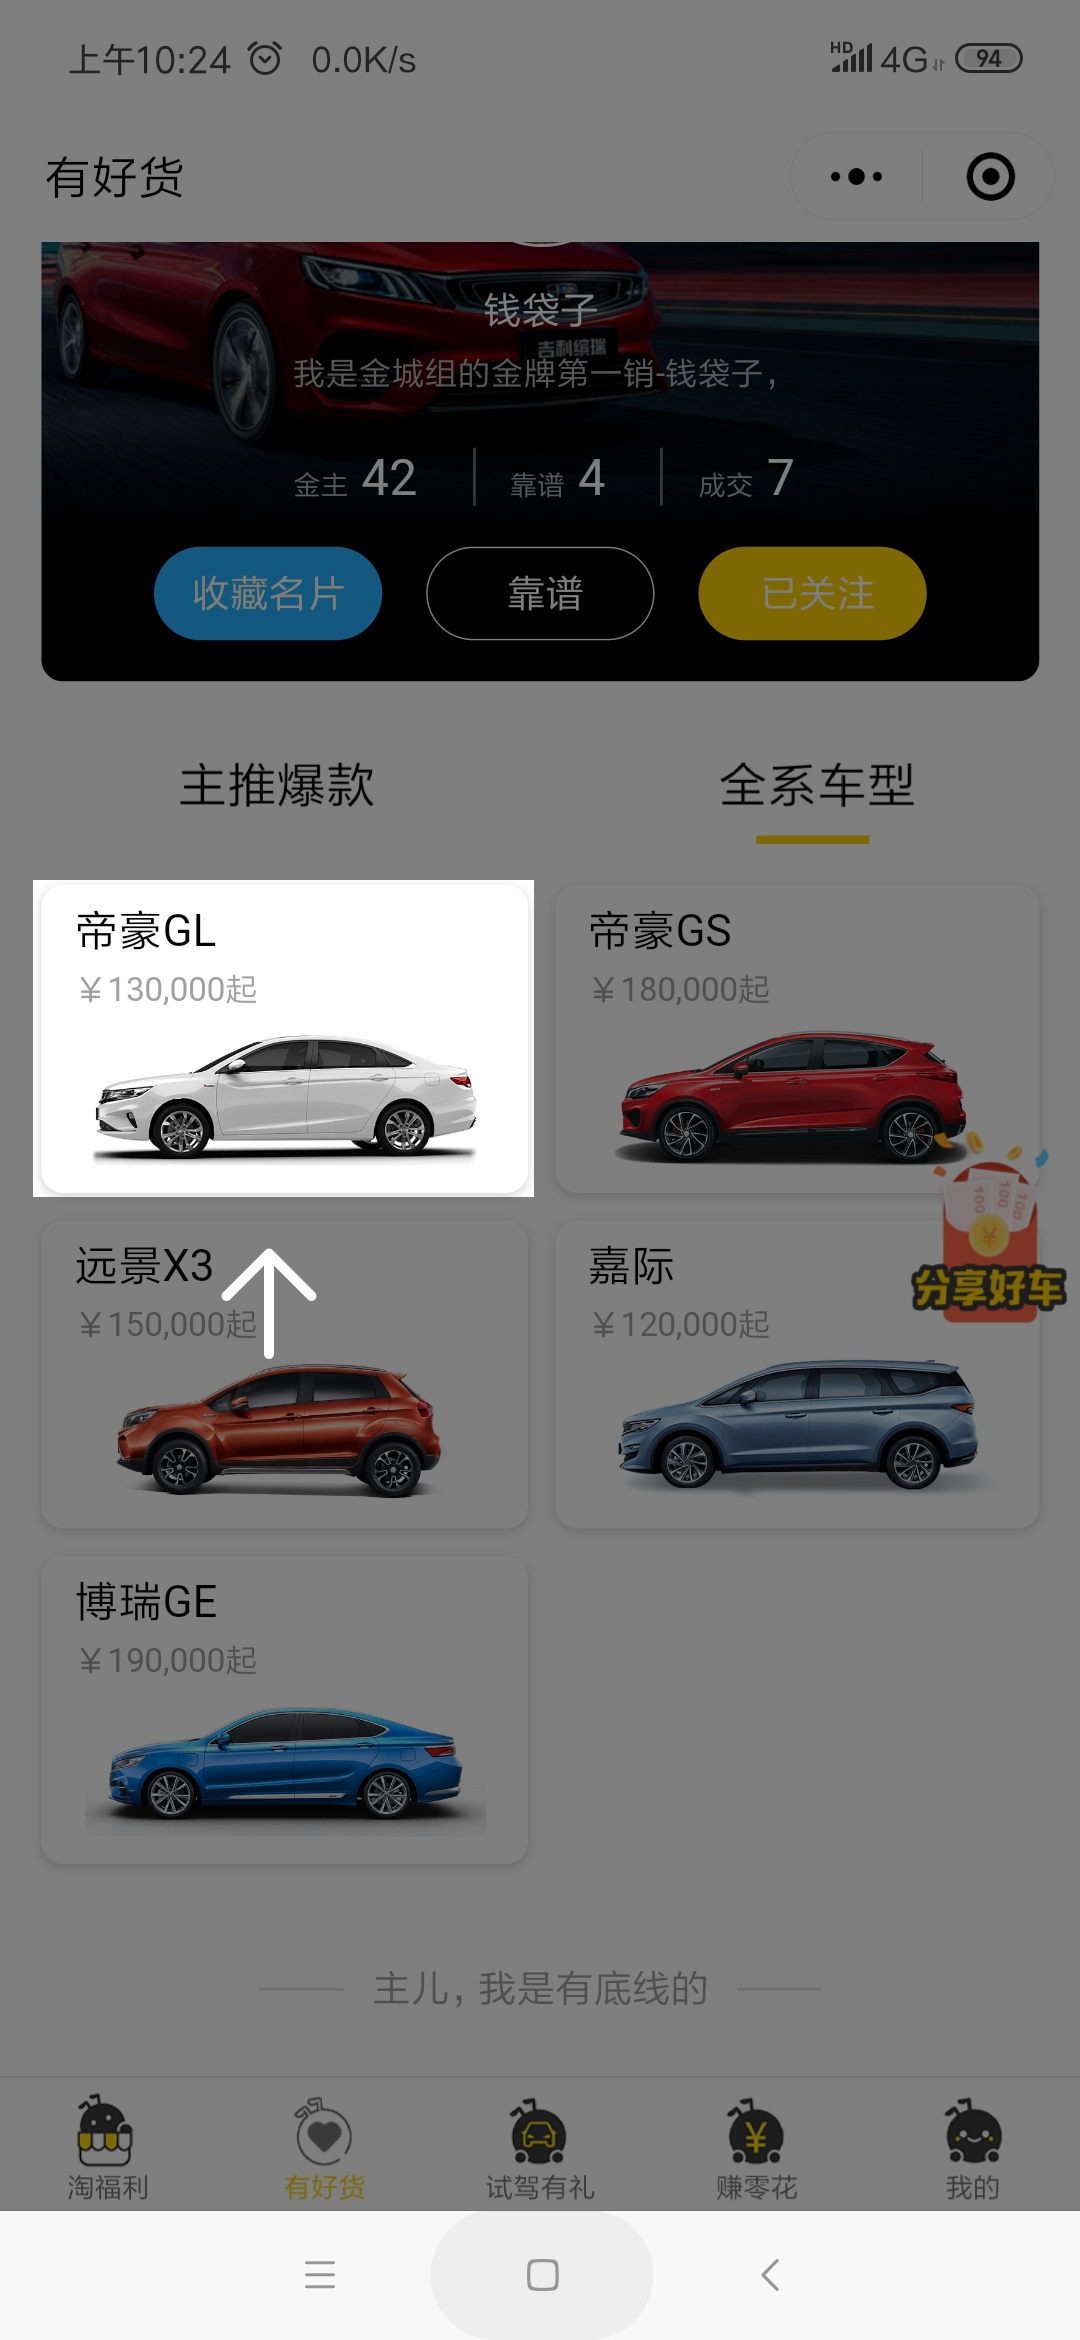 上午10:24 0.0K/s HD 4G 94
有好货
钱袋子
吉利缤瑞
我是金城组的金牌第一销-钱袋子，
金主 42 靠谱 4 成交 7
收藏名片 靠谱 已关注
主推爆款 全系车型
帝豪GL 帝豪GS
￥130,000起 ￥180,000起
100 100 100
￥
分享好车
远景X3 嘉际
￥150,000起 ￥120,000起
博瑞GE
￥190,000起
主儿，我是有底线的
淘福利 有好货 试驾有礼 赚零花 我的